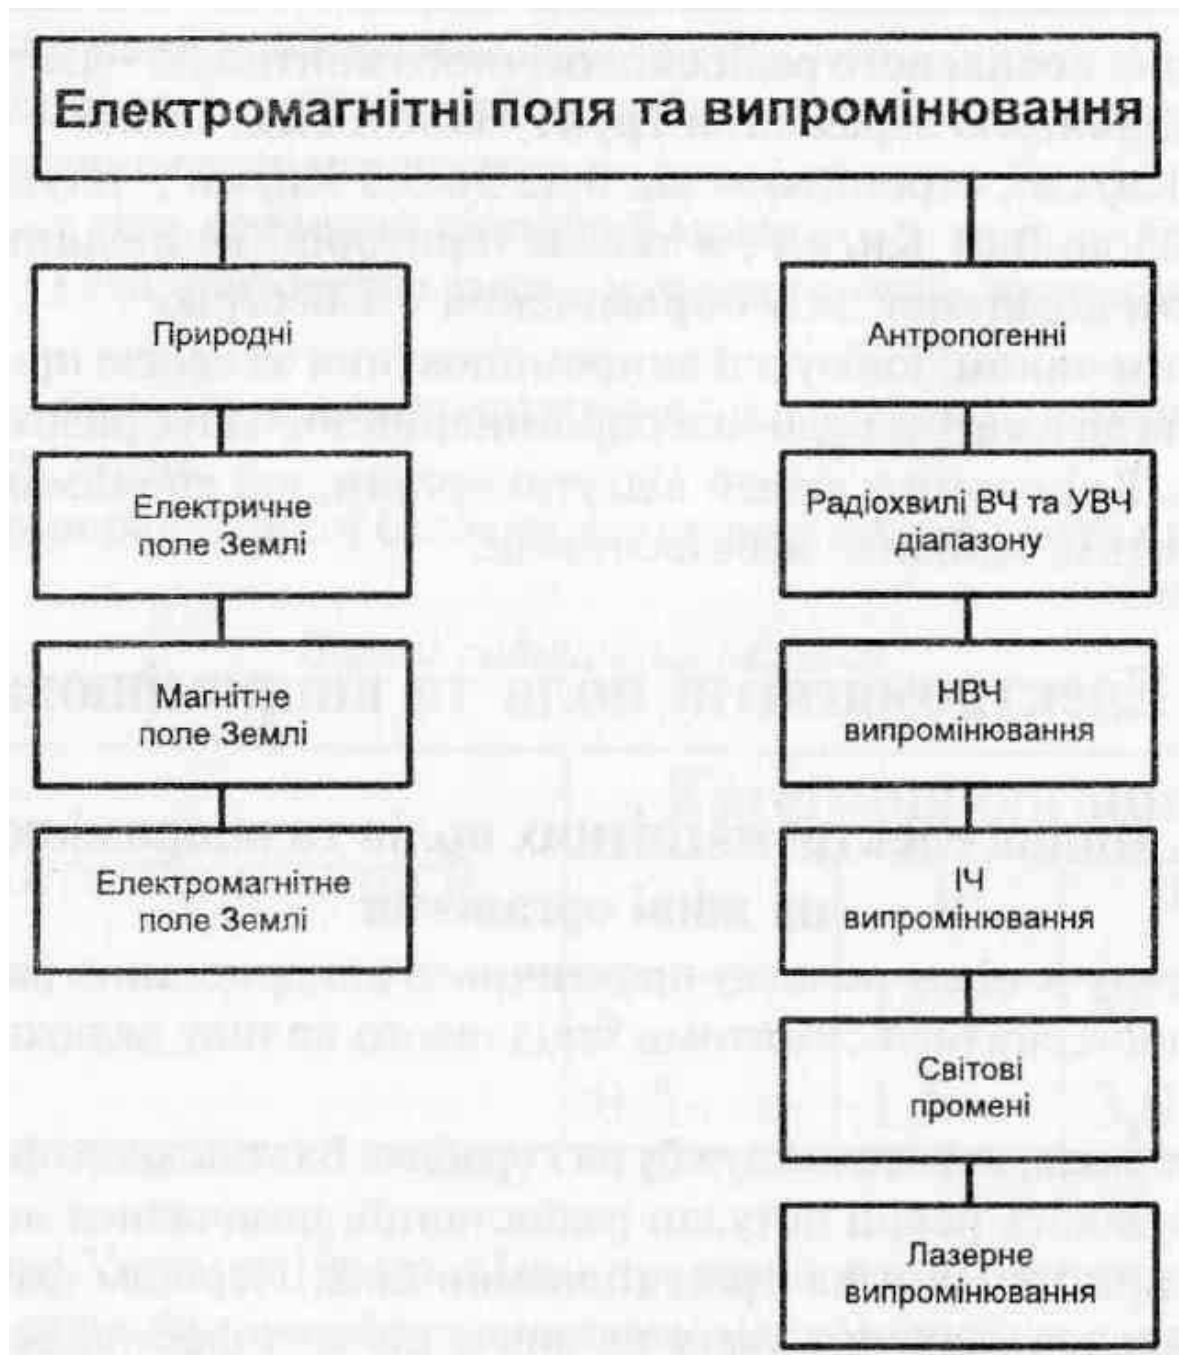 Електромагнітні поля та випромінювання
Природні
Електричне
поле Землі
Магнітне
поле Землі
Електромагнітне
поле Землі
Антропогенні
Радіохвилі ВЧ та УВЧ
діапазону
НВЧ
випромінювання
ІЧ
випромінювання
Світові
промені
Лазерне
випромінювання